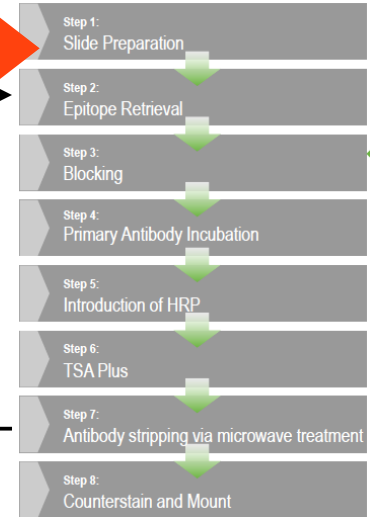 Step 1:
Slide Preparation
Step 2:
Epitope Retrieval
Step 3:
Blocking
Step 4:
Primary Antibody Incubation
Step 5:
Introduction of HRP
Step 6:
TSA Plus
Step 7:
Antibody stripping via microwave treatment
Step 8:
Counterstain and Mount